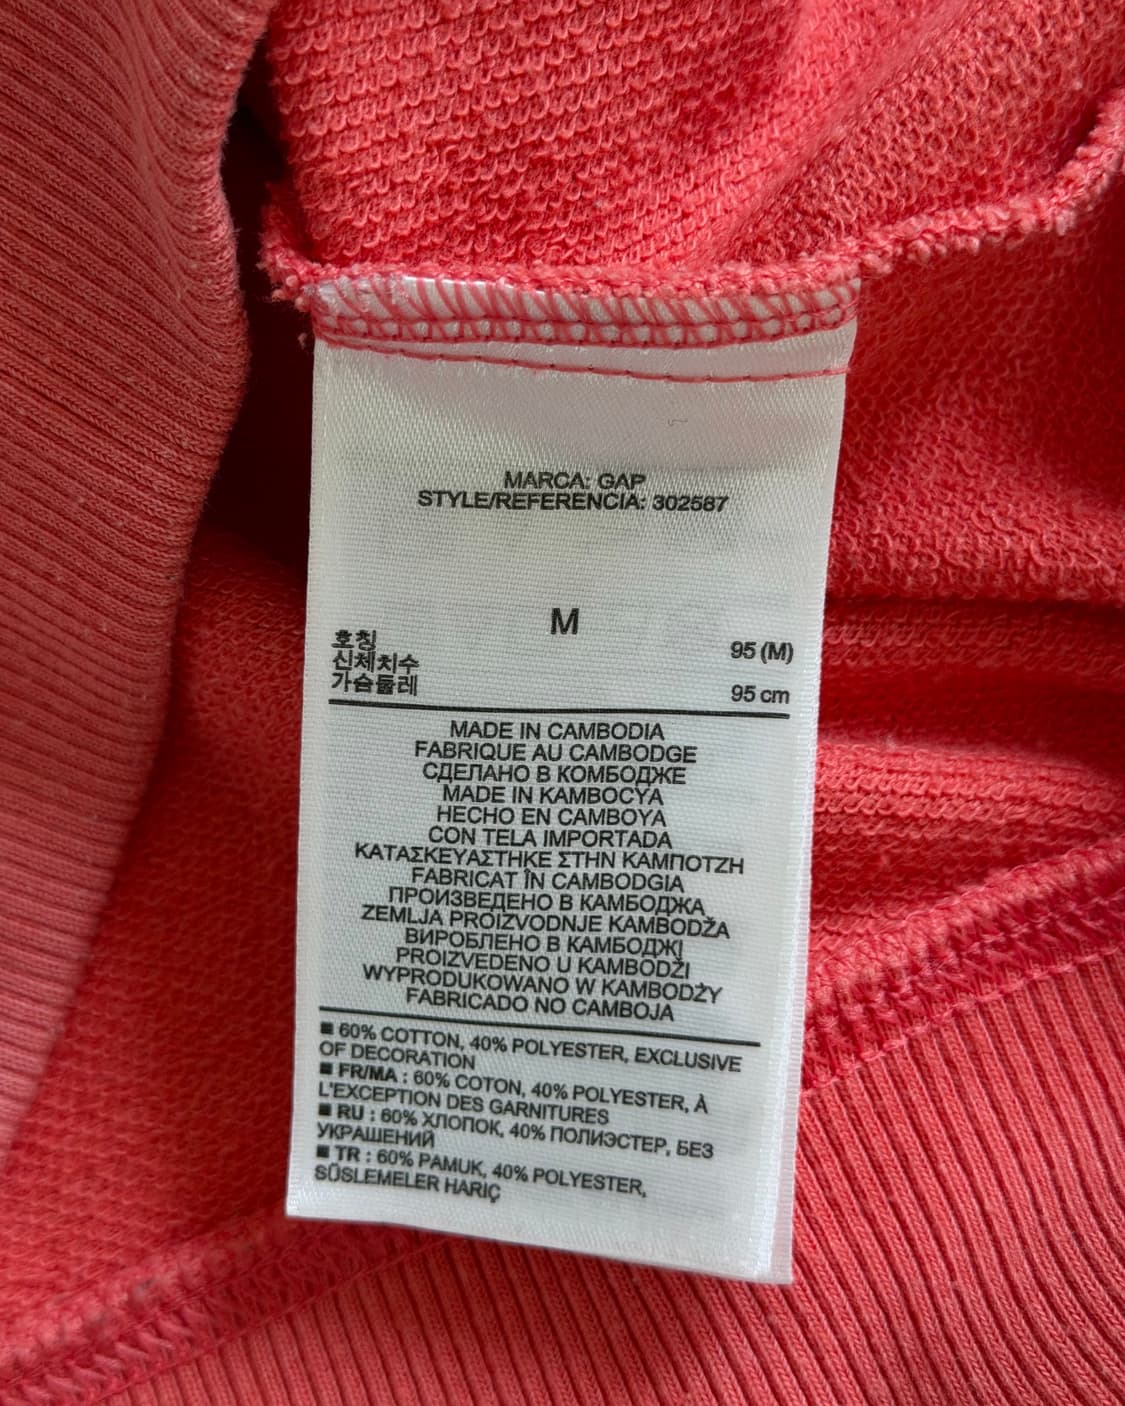 MARCA: GAP
STYLE/REFERENCIA: 302587
M
호칭 95 (M)
신체치수
가슴둘레 95 cm
MADE IN CAMBODIA
FABRIQUE AU CAMBODGE
СДЕЛАНО В КОМБОДЖЕ
MADE IN KAMBOCYA
HECHO EN CAMBOYA
CON TELA IMPORTADA
ΚΑΤΑΣΚΕΥΑΣΤΗΚΕ ΣΤΗΝ ΚΑΜΠΟΤΖΗ
FABRICAT ÎN CAMBODGIA
ПРОИЗВЕДЕНО В КАМБОДЖА
ZEMLJA PROIZVODNJE KAMBODŽA
ВИРОБЛЕНО В КАМБОДЖІ
PROIZVEDENO U KAMBODŽI
WYPRODUKOWANO W KAMBODŻY
FABRICADO NO CAMBOJA
■ 60% COTTON, 40% POLYESTER, EXCLUSIVE
OF DECORATION
■ FR/MA : 60% COTON, 40% POLYESTER, À
L'EXCEPTION DES GARNITURES
■ RU : 60% ХЛОПОК, 40% ПОЛИЭСТЕР, БЕЗ
УКРАШЕНИЙ
■ TR : 60% PAMUK, 40% POLYESTER,
SÜSLEMELER HARIÇ